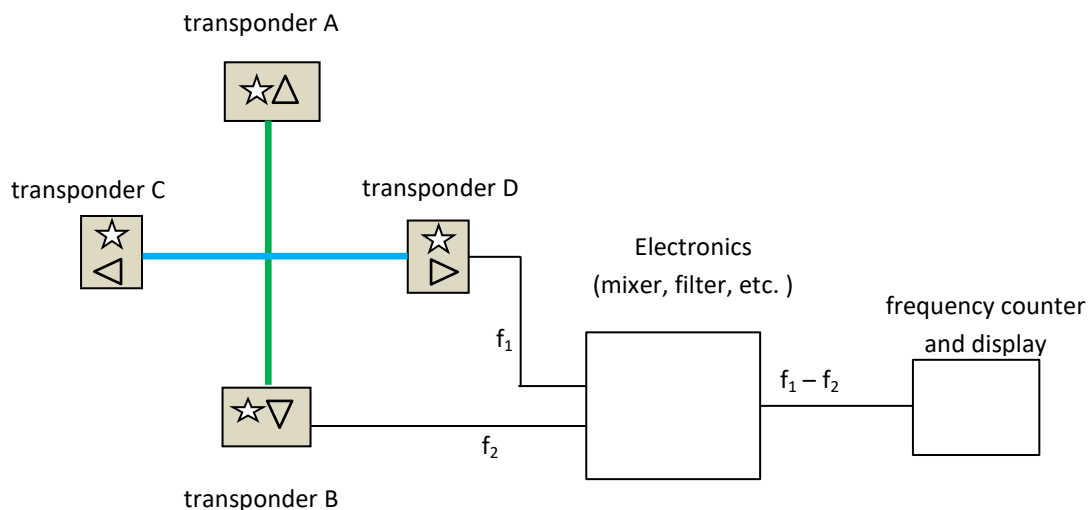 transponder A
transponder C
transponder D
Electronics
(mixer, filter, etc. )
frequency counter
and display
f₁
f₁ – f₂
f₂
transponder B